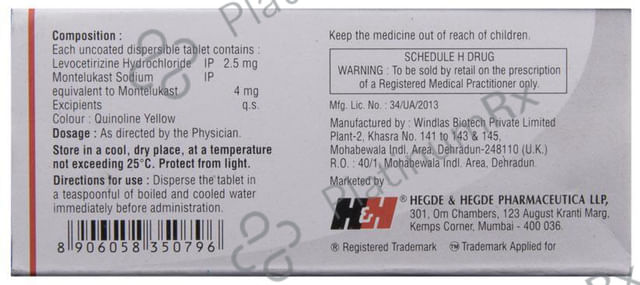 Composition :
Each uncoated dispersible tablet contains :
Levocetirizine Hydrochloride IP 2.5 mg
Montelukast Sodium IP
equivalent to Montelukast 4 mg
Excipients q.s.
Colour : Quinoline Yellow
Dosage : As directed by the Physician.
Store in a cool, dry place, at a temperature
not exceeding 25°C. Protect from light.
Directions for use : Disperse the tablet in
a teaspoonful of boiled and cooled water
immediately before administration.
8 906058 350796
Keep the medicine out of reach of children.
SCHEDULE H DRUG
WARNING : To be sold by retail on the prescription
of a Registered Medical Practitioner only.
Mfg. Lic. No. : 34/UA/2013
Manufactured by : Windlas Biotech Private Limited
Plant-2, Khasra No. 141 to 143 & 145,
Mohabewala Indl. Area, Dehradun-248110 (U.K.)
R.O. : 40/1, Mohabewala Indl. Area, Dehradun.
Marketed by
H&H ® HEGDE & HEGDE PHARMACEUTICA LLP,
301, Om Chambers, 123 August Kranti Marg,
Kemps Corner, Mumbai - 400 036.
® Registered Trademark ™ Trademark Applied for
PlatinumRx